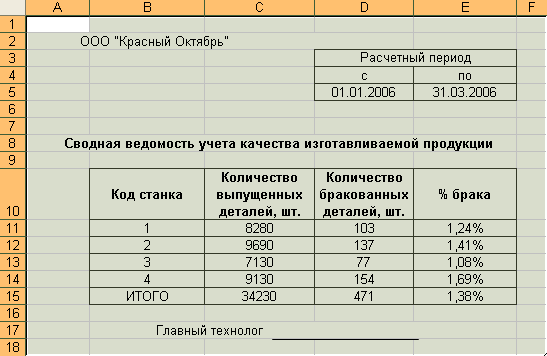 A B C D E F
1
2 ООО "Красный Октябрь"
3 Расчетный период
4 с по
5 01.01.2006 31.03.2006
6
7
8 Сводная ведомость учета качества изготавливаемой продукции
9
Количество Количество
Код станка выпущенных бракованных % брака
10 деталей, шт. деталей, шт.
11 1 8280 103 1,24%
12 2 9690 137 1,41%
13 3 7130 77 1,08%
14 4 9130 154 1,69%
15 ИТОГО 34230 471 1,38%
16
17 Главный технолог
18